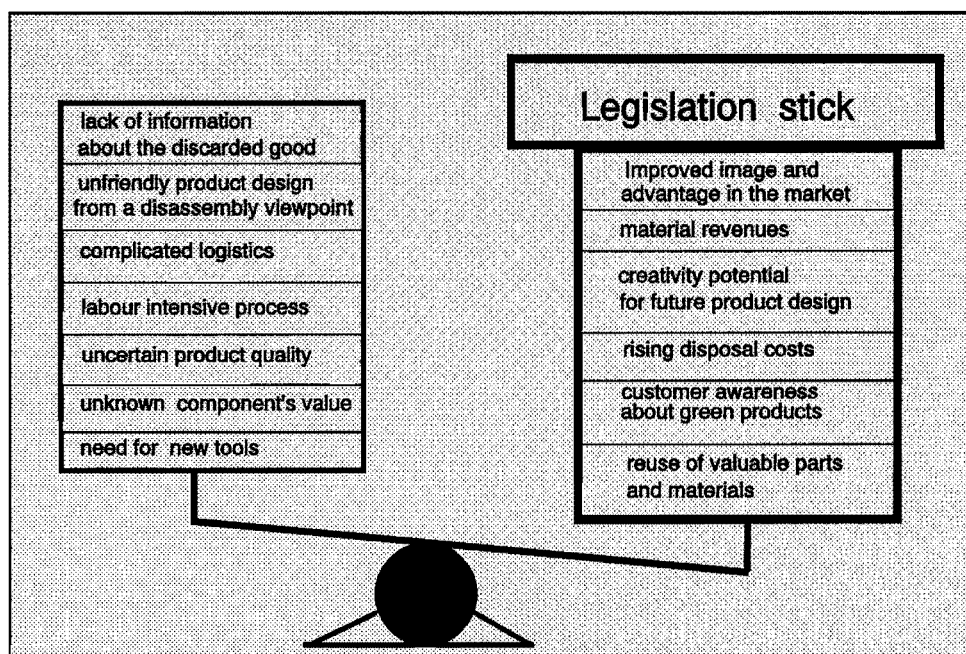 lack of information
about the discarded good
unfriendly product design
from a disassembly viewpoint
complicated logistics
labour intensive process
uncertain product quality
unknown component's value
need for new tools
Legislation stick
Improved image and
advantage in the market
material revenues
creativity potential
for future product design
rising disposal costs
customer awareness
about green products
reuse of valuable parts
and materials